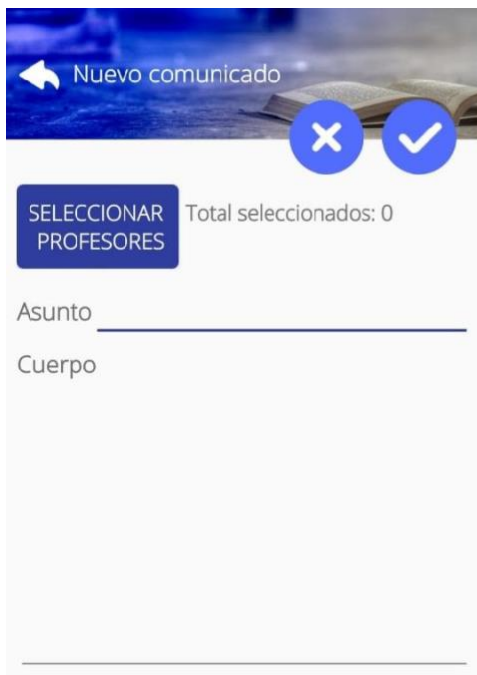 Nuevo comunicado
SELECCIONAR
PROFESORES
Total seleccionados: 0
Asunto
Cuerpo